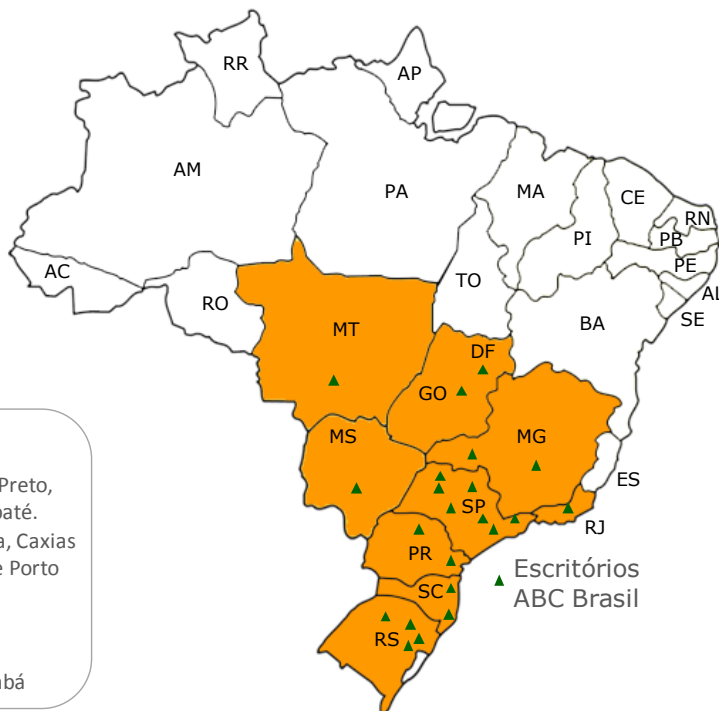 RR
AP
AM
PA
MA
CE
RN
PI
PB
PE
AC
TO
AL
RO
SE
BA
MT
DF
GO
MS
MG
ES
SP
RJ
PR
SC
RS
Escritórios
ABC Brasil
Preto,
baté.
a, Caxias
e Porto
abá